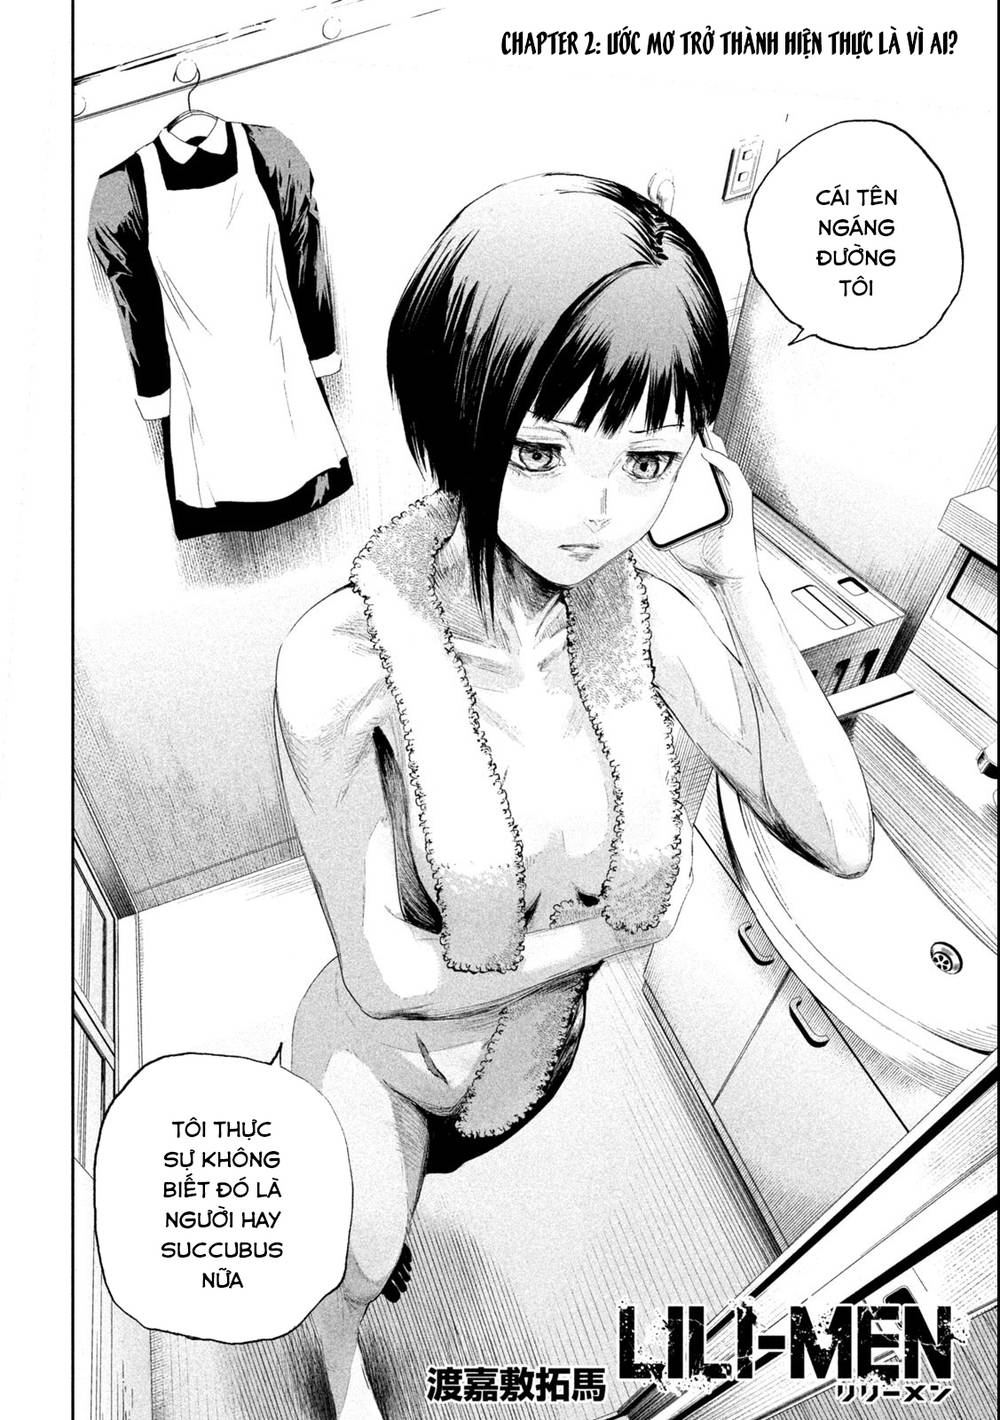 CHAPTER 2: ƯỚC MƠ TRỞ THÀNH HIỆN THỰC LÀ VÌ AI?
CÁI TÊN
NGÁNG
ĐƯỜNG
TÔI
TÔI THỰC
SỰ KHÔNG
BIẾT ĐÓ LÀ
NGƯỜI HAY
SUCCUBUS
NỮA
LILI-MEN
リリーメン
渡嘉敷拓馬